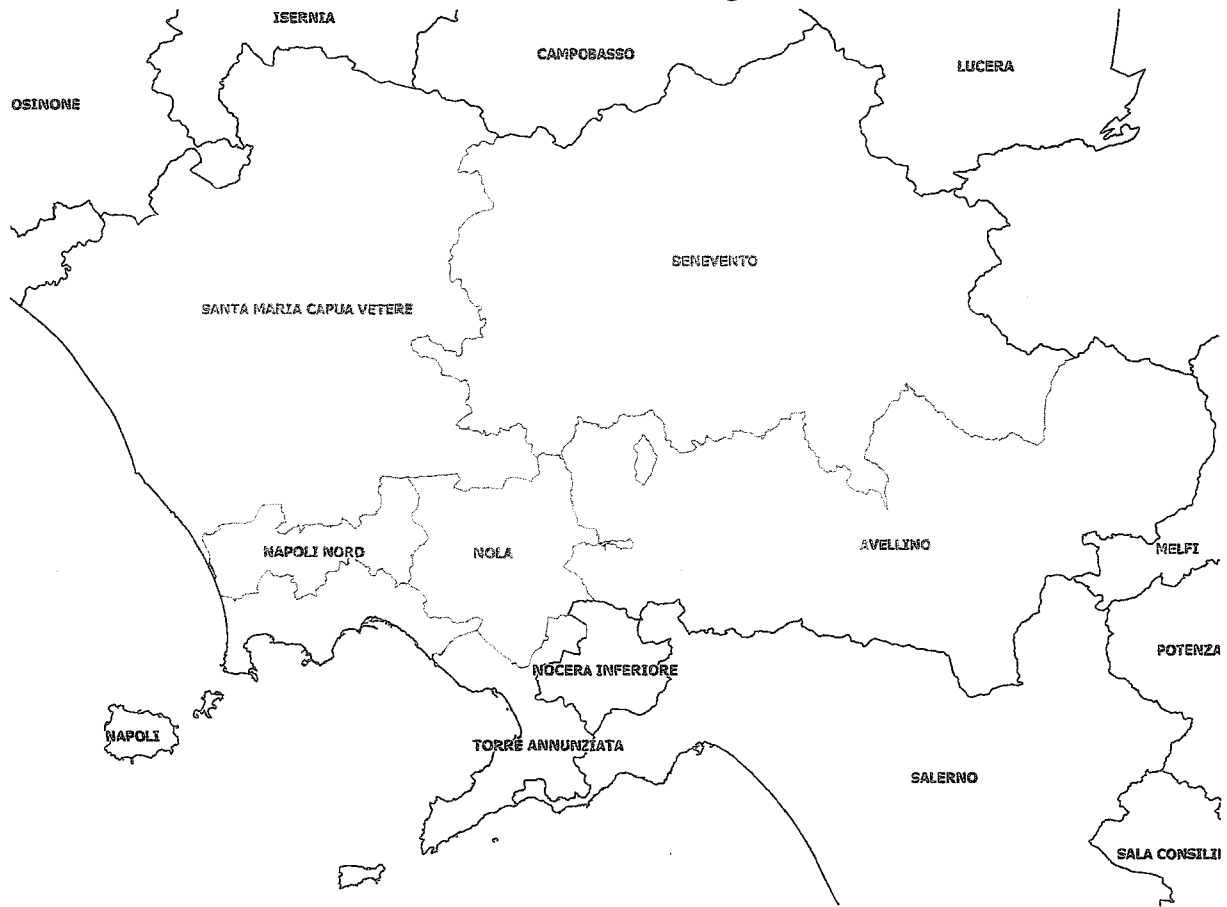 ISERNIA
CAMPOBASSO
LUCERA
OSINONE
BENEVENTO
SANTA MARIA CAPUA VETERE
NAPOLI NORD
NOLA
AVELLINO
MELFI
POTENZA
NOCERA INFERIORE
NAPOLI
TORRE ANNUNZIATA
SALERNO
SALA CONSILI